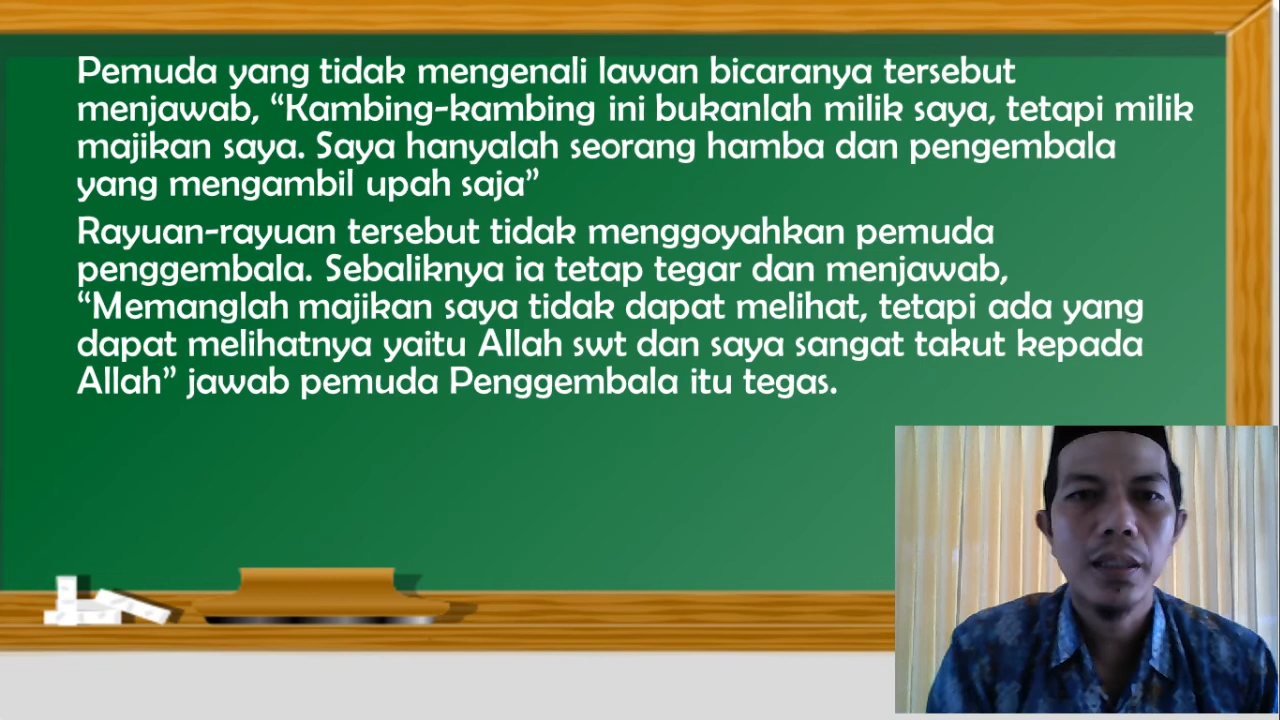 Pemuda yang tidak mengenali lawan bicaranya tersebut
menjawab, “Kambing-kambing ini bukanlah milik saya, tetapi milik
majikan saya. Saya hanyalah seorang hamba dan pengembala
yang mengambil upah saja”
Rayuan-rayuan tersebut tidak menggoyahkan pemuda
penggembala. Sebaliknya ia tetap tegar dan menjawab,
“Memanglah majikan saya tidak dapat melihat, tetapi ada yang
dapat melihatnya yaitu Allah swt dan saya sangat takut kepada
Allah” jawab pemuda Penggembala itu tegas.